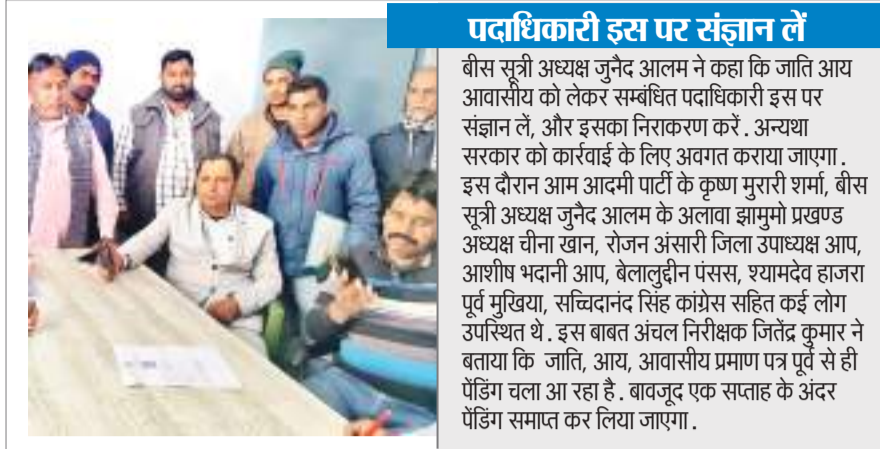 पदाधिकारी इस पर संज्ञान लें
बीस सूत्री अध्यक्ष जुनैद आलम ने कहा कि जाति आय
आवासीय को लेकर सम्बंधित पदाधिकारी इस पर
संज्ञान लें, और इसका निराकरण करें. अन्यथा
सरकार को कार्रवाई के लिए अवगत कराया जाएगा.
इस दौरान आम आदमी पार्टी के कृष्ण मुरारी शर्मा, बीस
सूत्री अध्यक्ष जुनैद आलम के अलावा झामुमो प्रखण्ड
अध्यक्ष चीना खान, रोजन अंसारी जिला उपाध्यक्ष आप,
आशीष भदानी आप, बेलालुद्दीन पंसस, श्यामदेव हाजरा
पूर्व मुखिया, सच्चिदानंद सिंह कांग्रेस सहित कई लोग
उपस्थित थे. इस बाबत अंचल निरीक्षक जितेंद्र कुमार ने
बताया कि जाति, आय, आवासीय प्रमाण पत्र पूर्व से ही
पेंडिंग चला आ रहा है. बावजूद एक सप्ताह के अंदर
पेंडिंग समाप्त कर लिया जाएगा.